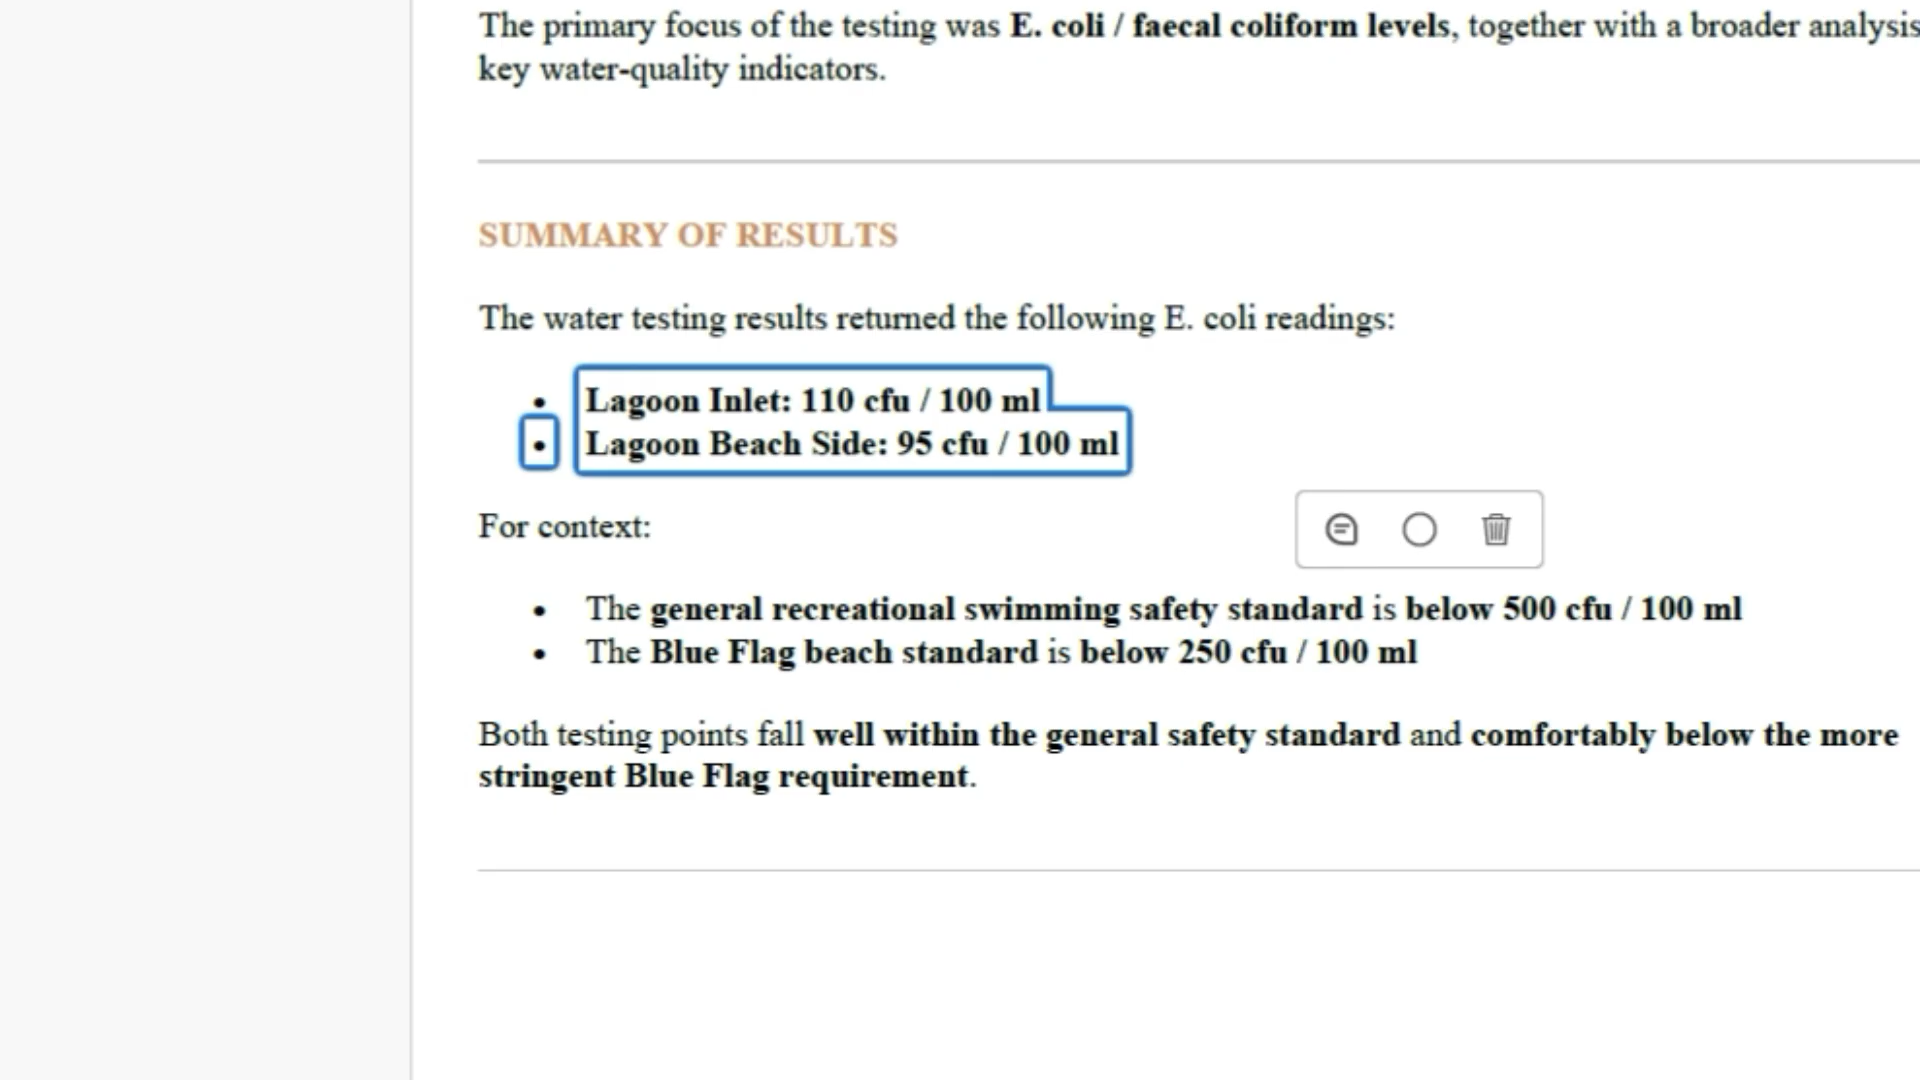 The primary focus of the testing was E. coli / faecal coliform levels, together with a broader analysis
key water-quality indicators.
SUMMARY OF RESULTS
The water testing results returned the following E. coli readings:
• Lagoon Inlet: 110 cfu / 100 ml
• Lagoon Beach Side: 95 cfu / 100 ml
For context:
• The general recreational swimming safety standard is below 500 cfu / 100 ml
• The Blue Flag beach standard is below 250 cfu / 100 ml
Both testing points fall well within the general safety standard and comfortably below the more
stringent Blue Flag requirement.